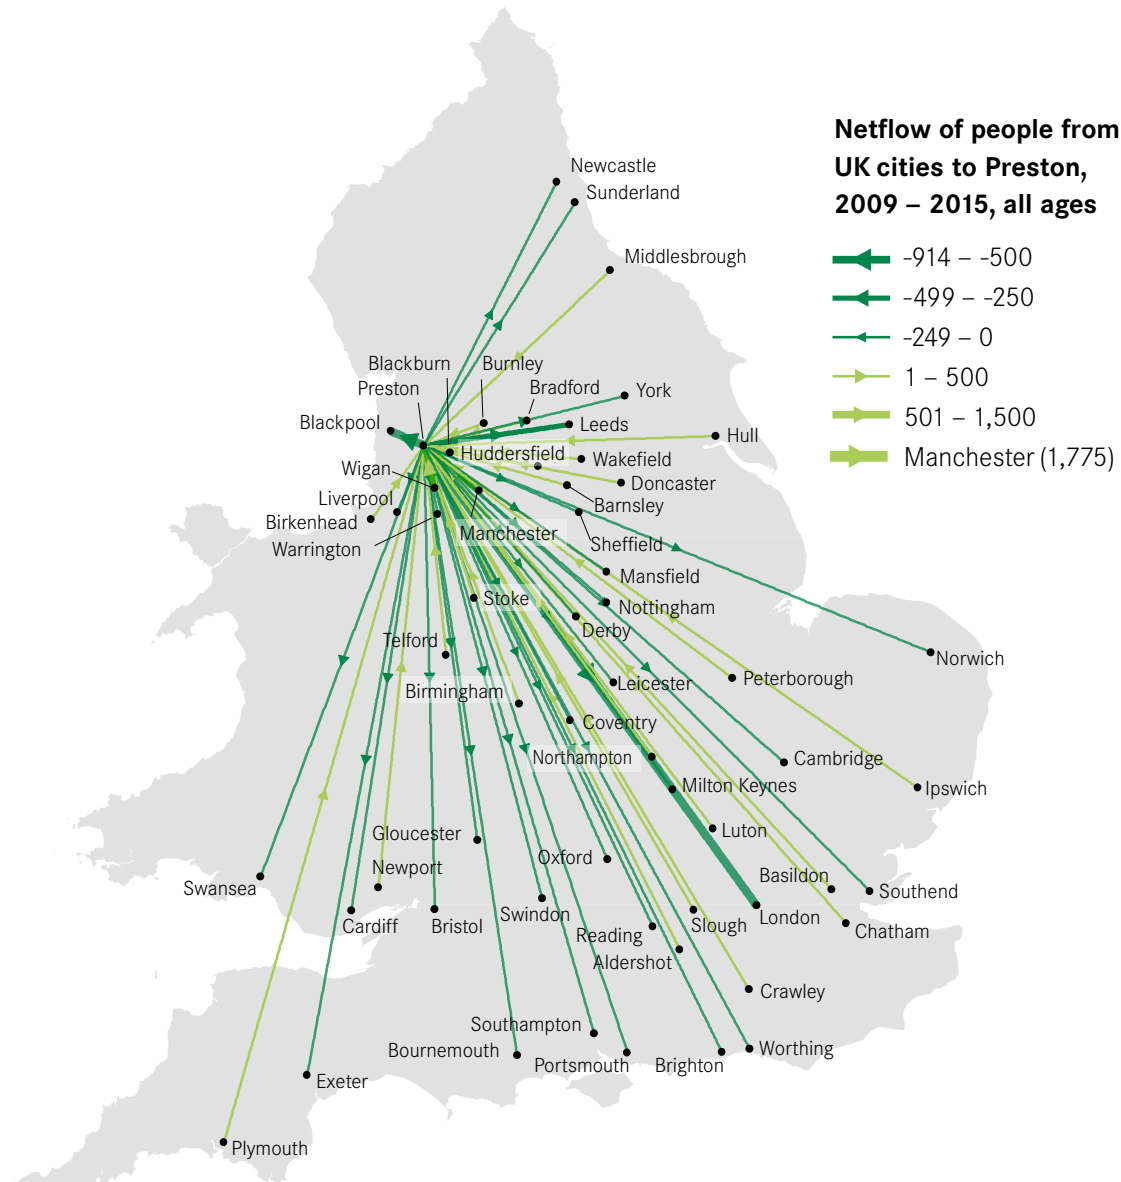 Netflow of people from
UK cities to Preston,
2009 – 2015, all ages
-914 – -500
-499 – -250
-249 – 0
1 – 500
501 – 1,500
Manchester (1,775)
Newcastle
Sunderland
Middlesbrough
Blackburn
Burnley
Preston
Bradford
York
Blackpool
Leeds
Hull
Huddersfield
Wakefield
Wigan
Doncaster
Liverpool
Barnsley
Birkenhead
Manchester
Warrington
Sheffield
Mansfield
Stoke
Nottingham
Derby
Telford
Norwich
Peterborough
Birmingham
Leicester
Coventry
Northampton
Cambridge
Milton Keynes
Ipswich
Luton
Gloucester
Oxford
Newport
Basildon
Swansea
Southend
Swindon
London
Cardiff
Bristol
Slough
Chatham
Reading
Aldershot
Crawley
Southampton
Bournemouth
Worthing
Portsmouth
Brighton
Exeter
Plymouth